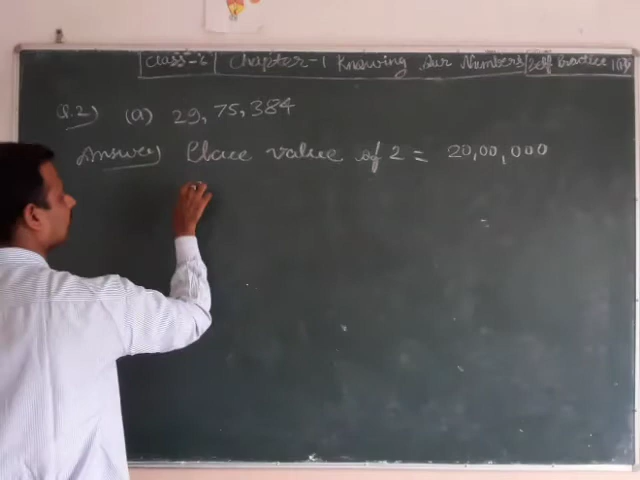 Class-6 Chapter-1 Knowing Our Numbers Self Practice 1(B)
Q.2) (a) 29,75,384
Answer Place value of 2 = 20,00,000